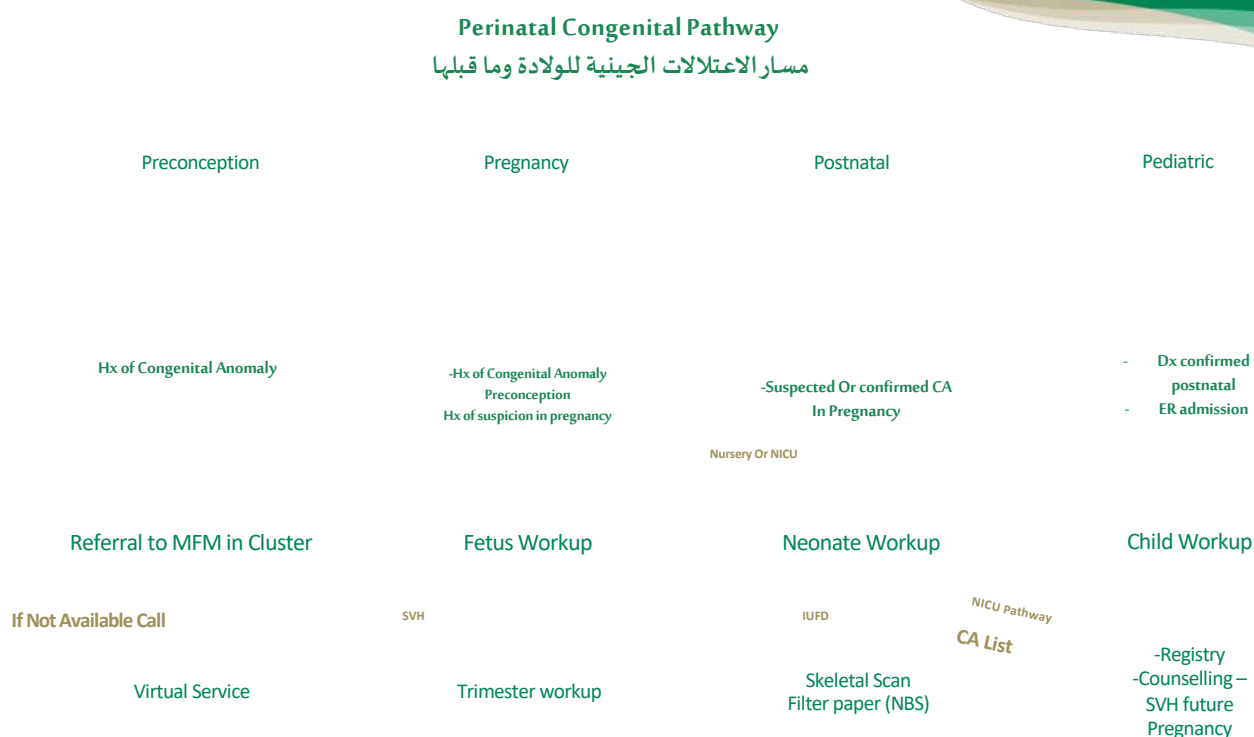 Perinatal Congenital Pathway
مسار الاعتلالات الجينية للولادة وما قبلها
Preconception
Pregnancy
Postnatal
Pediatric
Hx of Congenital Anomaly
-Hx of Congenital Anomaly
Preconception
Hx of suspicion in pregnancy
-Suspected Or confirmed CA
In Pregnancy
- Dx confirmed
postnatal
- ER admission
Nursery Or NICU
Referral to MFM in Cluster
Fetus Workup
Neonate Workup
Child Workup
If Not Available Call
SVH
IUFD
NICU Pathway
CA List
Virtual Service
Trimester workup
Skeletal Scan
Filter paper (NBS)
-Registry
-Counselling –
SVH future
Pregnancy